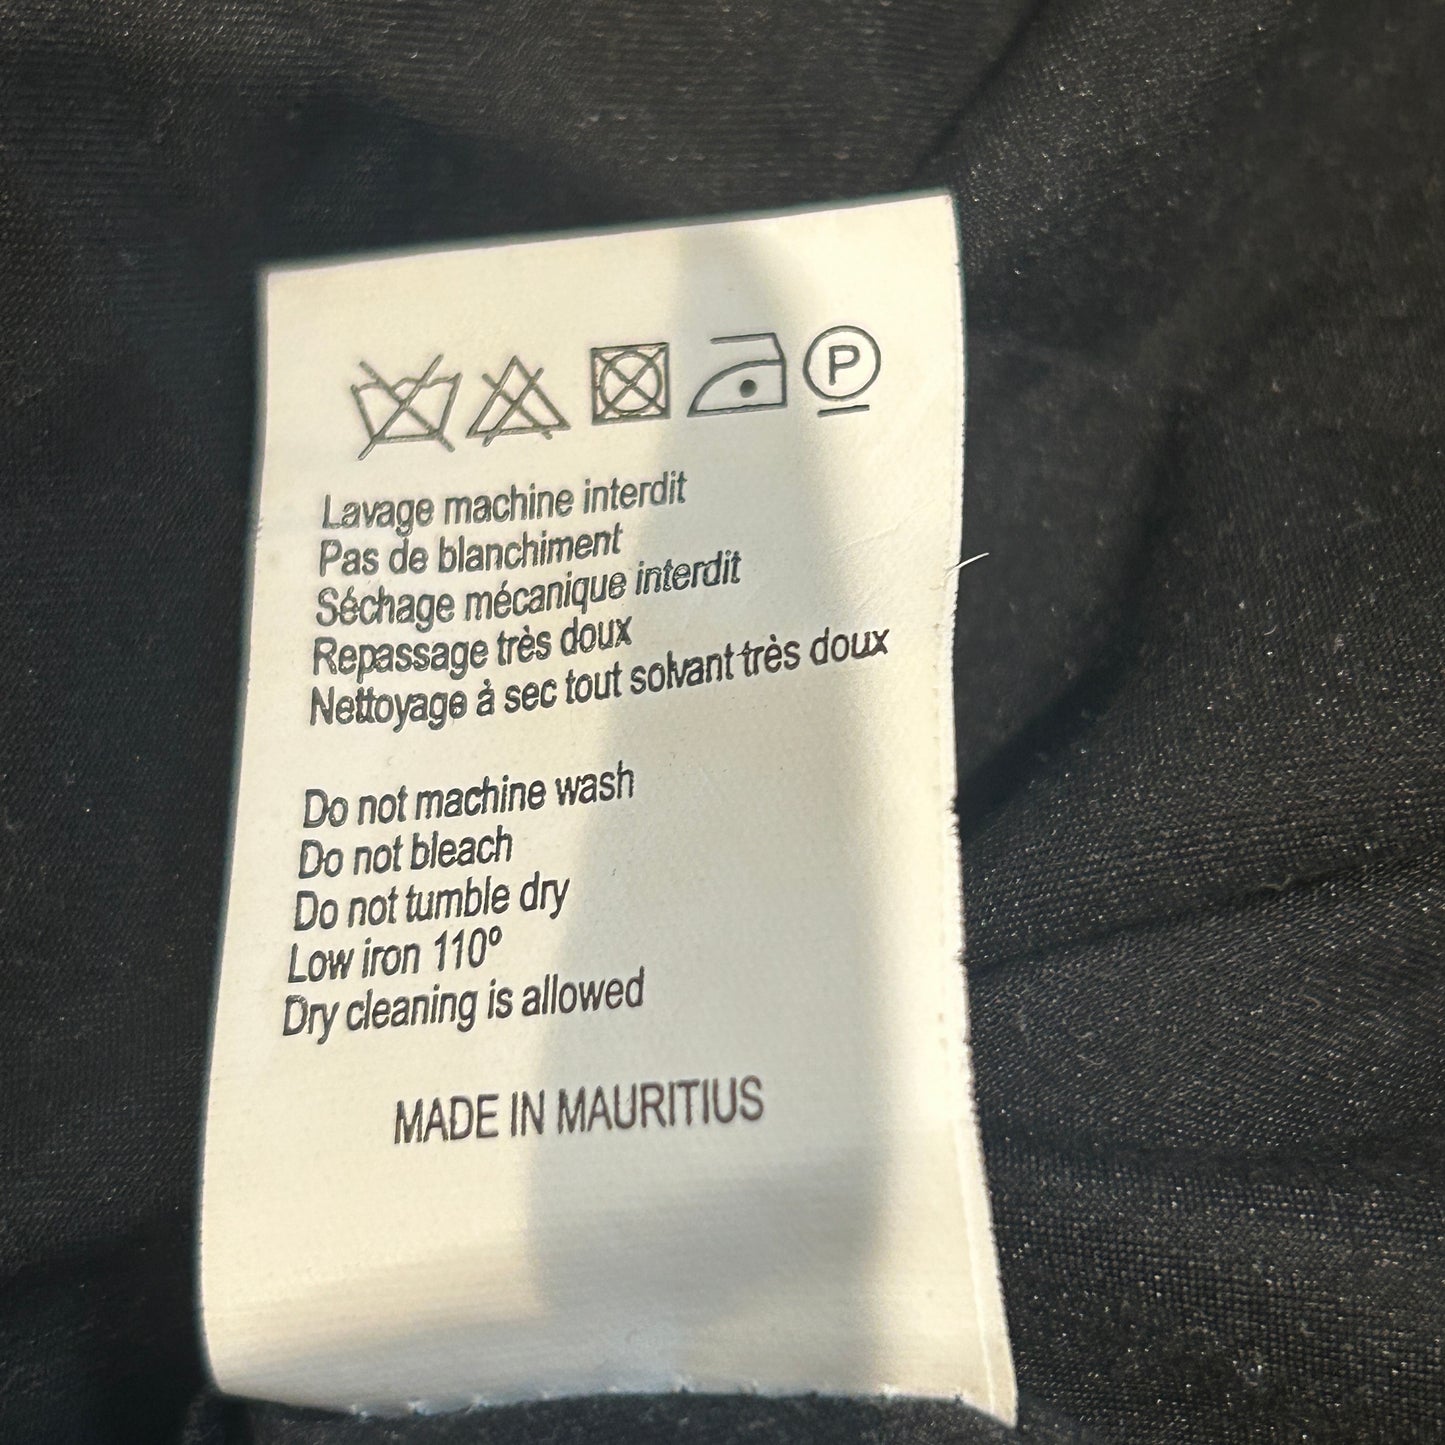 P
Lavage machine interdit
Pas de blanchiment
Séchage mécanique interdit
Repassage très doux
Nettoyage à sec tout solvant très doux
Do not machine wash
Do not bleach
Do not tumble dry
Low iron 110°
Dry cleaning is allowed
MADE IN MAURITIUS